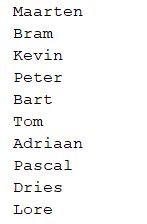 Maarten
Bram
Kevin
Peter
Bart
Tom
Adriaan
Pascal
Dries
Lore